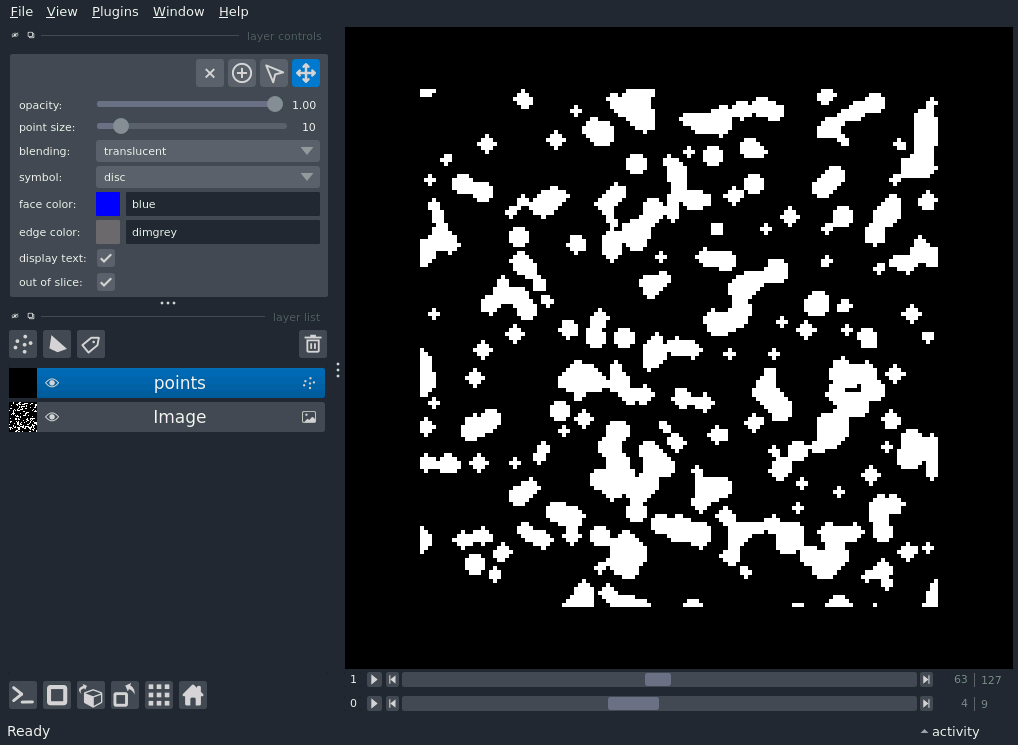 File View Plugins Window Help
layer controls
opacity: 1.00
point size: 10
blending: translucent
symbol: disc
face color: blue
edge color: dimgrey
display text:
out of slice:
layer list
points
Image
1 63 127
0 4 9
Ready activity